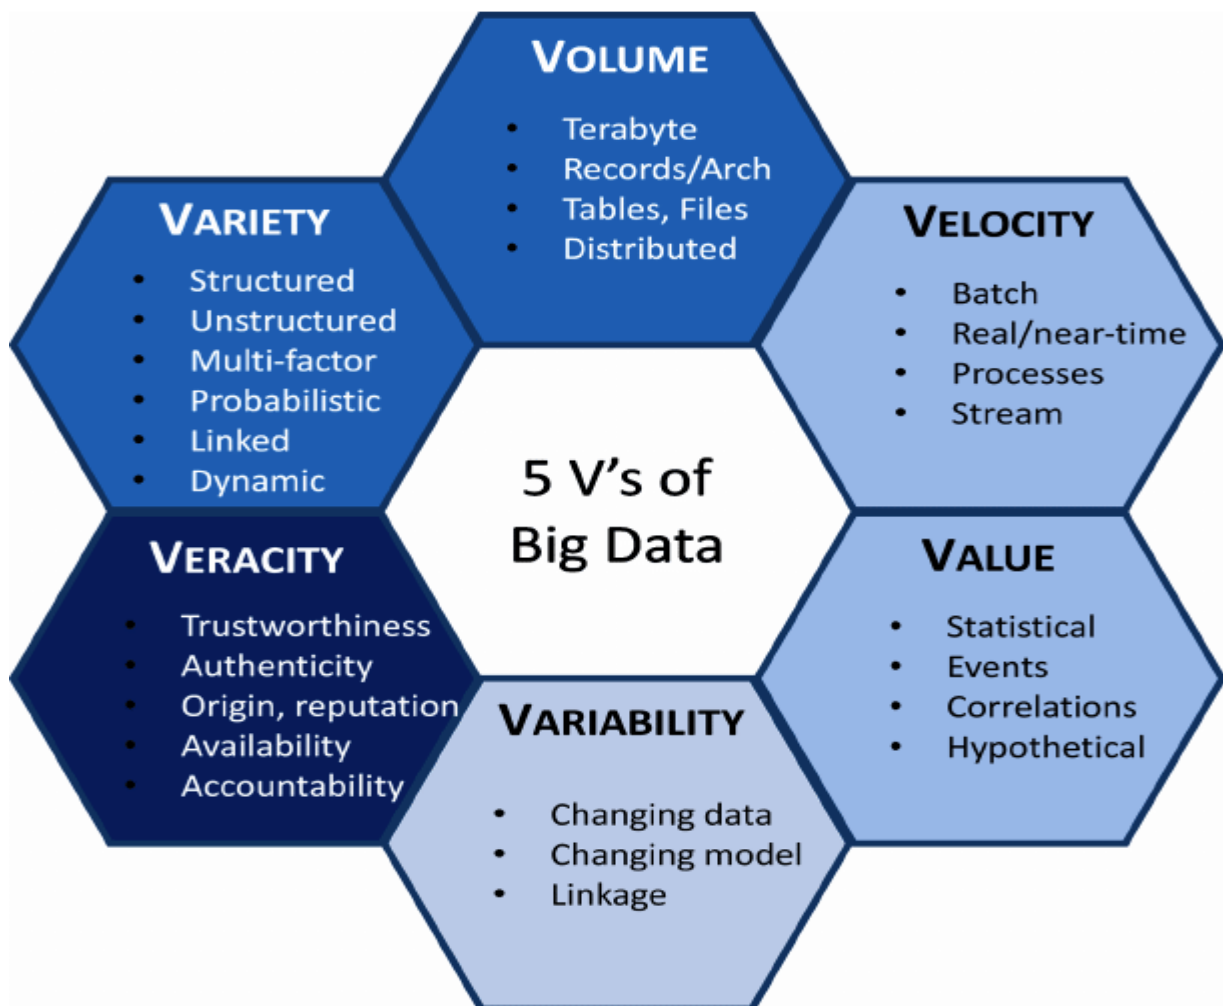 VOLUME
• Terabyte
• Records/Arch
• Tables, Files
• Distributed
VARIETY
• Structured
• Unstructured
• Multi-factor
• Probabilistic
• Linked
• Dynamic
VELOCITY
• Batch
• Real/near-time
• Processes
• Stream
5 V’s of
Big Data
VERACITY
• Trustworthiness
• Authenticity
• Origin, reputation
• Availability
• Accountability
VALUE
• Statistical
• Events
• Correlations
• Hypothetical
VARIABILITY
• Changing data
• Changing model
• Linkage